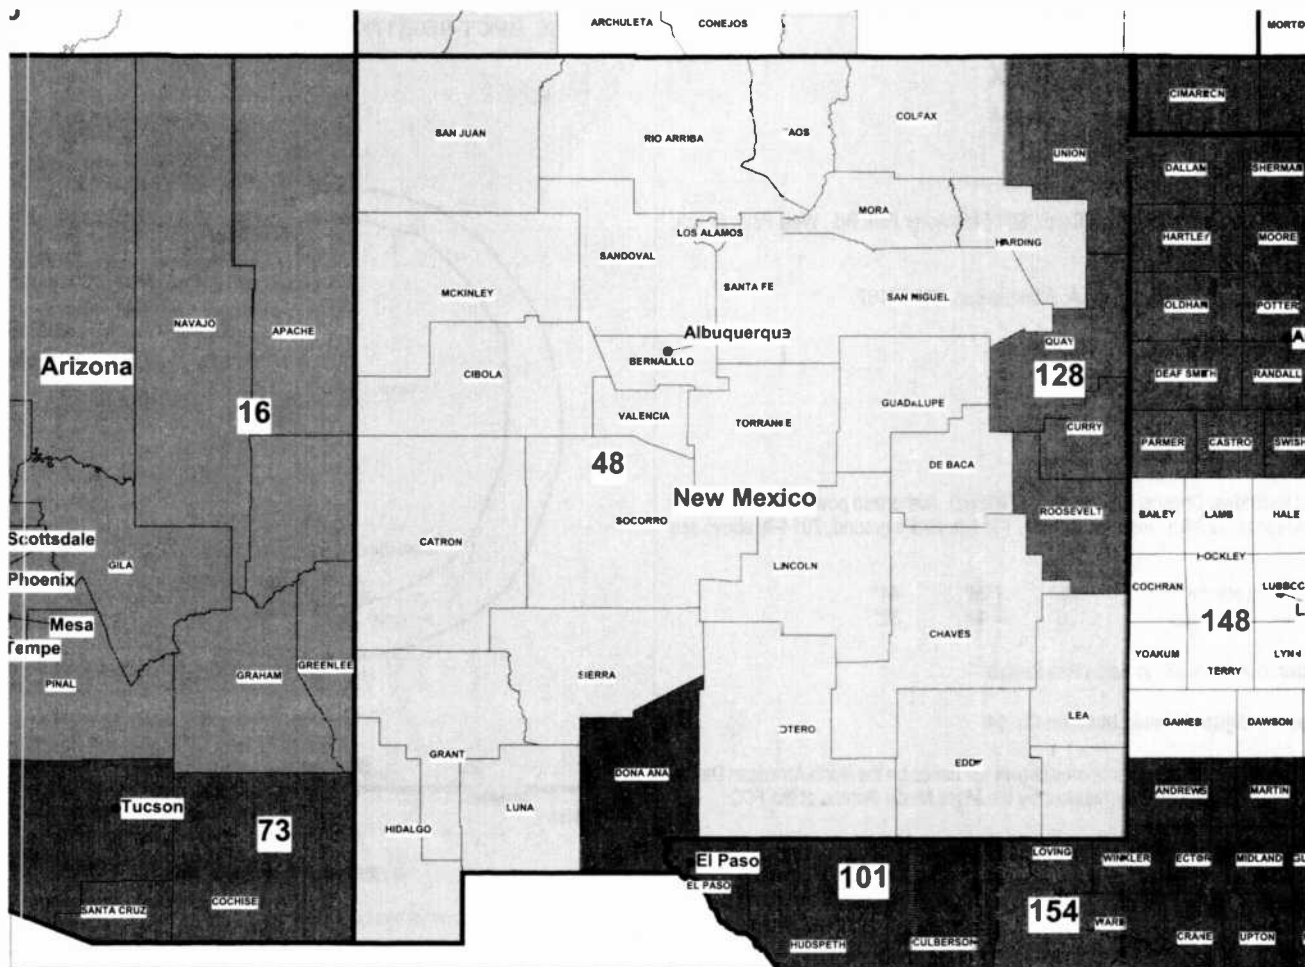 ARCHULETA
CONEJOS
CIMARRON
SAN JUAN
RIO ARRIBA
AOS
COLFAX
UNION
DALLAM
SHERMAN
MORA
LOS ALAMOS
HARDING
HARTLEY
MOORE
SANDOVAL
SANTA FE
MCKINLEY
SAN MIGUEL
OLDHAM
POTTER
NAVAJO
APACHE
Albuquerque
QUAY
BERNALILLO
Arizona
CIBOLA
128
DEAF SMITH
RANDALL
16
VALENCIA
TORRANCE
GUADALUPE
CURRY
PARMER
CASTRO
SWISH
48
DE BACA
New Mexico
ROOSEVELT
BAILEY
LAMB
HALE
SOCORRO
Scottsdale
CATRON
HOCKLEY
GILA
LINCOLN
Phoenix
COCHRAN
LUBBCC
Mesa
148
CHAVES
Tempe
YOAKUM
LYNN
TERRY
GREENLEE
GRAHAM
SIERRA
PINAL
LEA
GAINES
DAWSON
OTERO
GRANT
EDDY
DONA ANA
ANDREWS
MARTIN
Tucson
LUNA
73
HIDALGO
El Paso
LOVING
WINKLER
ECTOR
MIDLAND
EL PASO
101
COCHISE
SANTA CRUZ
154
WARD
HUDSPETH
CULBERSON
CRANE
UPTON